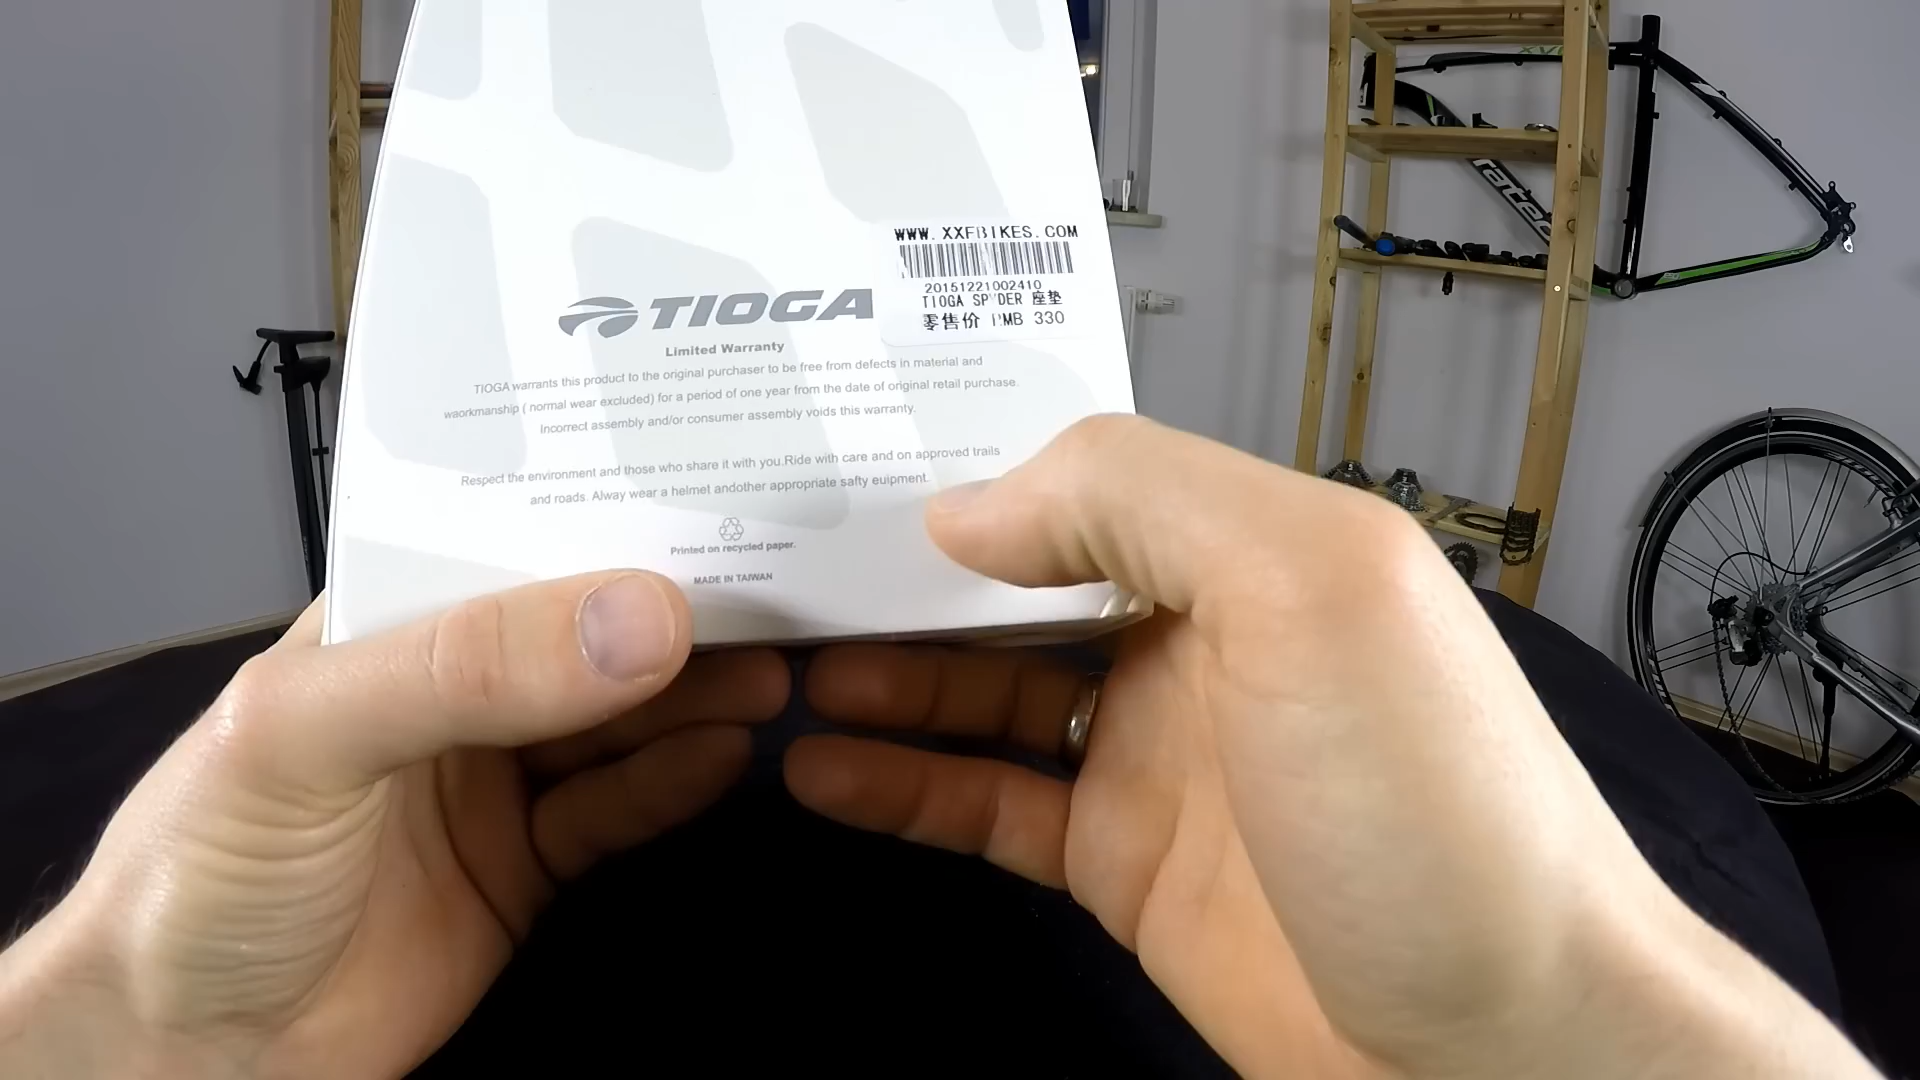 WWW.XXFBIKES.COM
20151221002410
TIOGA SPYDER 座垫
零售价 RMB 330
TIOGA
Limited Warranty
TIOGA warrants this product to the original purchaser to be free from defects in material and
waorkmanship ( normal wear excluded) for a period of one year from the date of original retail purchase.
Incorrect assembly and/or consumer assembly voids this warranty.
Respect the environment and those who share it with you.Ride with care and on approved trails
and roads. Alway wear a helmet andother appropriate safty euipment.
Printed on recycled paper.
MADE IN TAIWAN